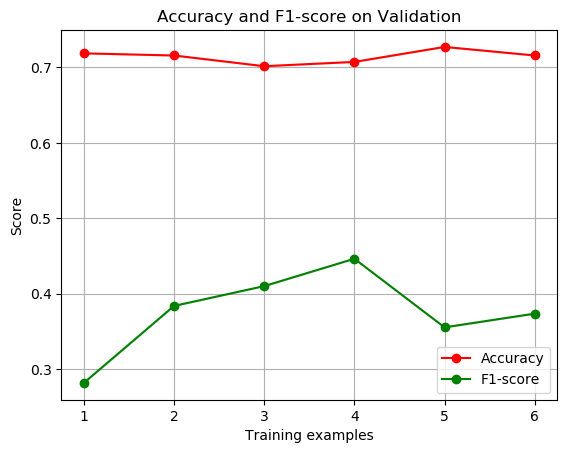 Accuracy and F1-score on Validation
0.7
0.6
0.5
0.4
0.3
Score
1 2 3 4 5 6
Training examples
Accuracy
F1-score